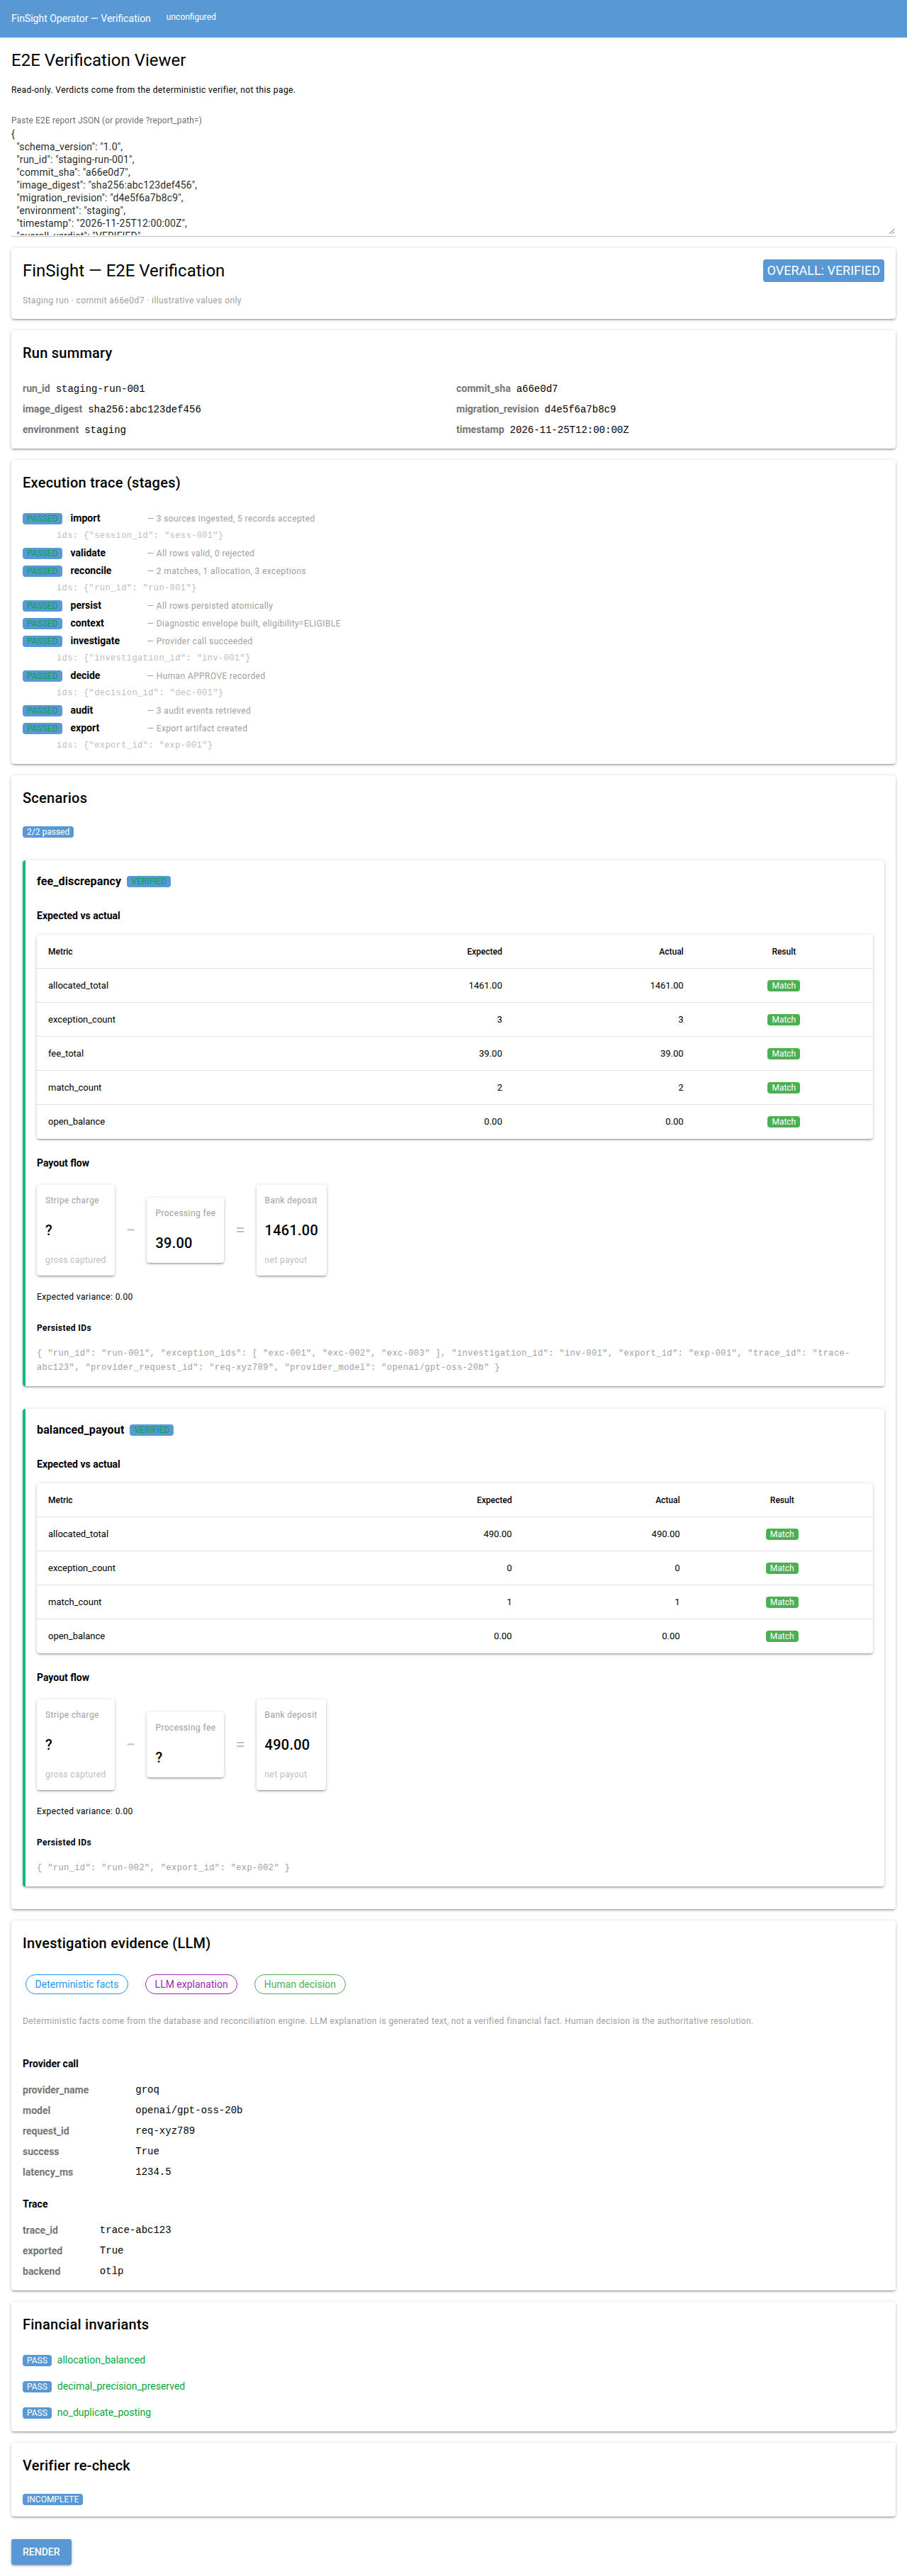 FinSight Operator — Verification unconfigured
E2E Verification Viewer
Read-only. Verdicts come from the deterministic verifier, not this page.
Paste E2E report JSON (or provide ?report_path=)
{
"schema_version": "1.0",
"run_id": "staging-run-001",
"commit_sha": "a66e0d7",
"image_digest": "sha256:abc123def456",
"migration_revision": "d4e5f6a7b8c9",
"environment": "staging",
"timestamp": "2026-11-25T12:00:00Z",
"overall_verdict": "VERIFIED"
FinSight — E2E Verification
OVERALL: VERIFIED
Staging run · commit a66e0d7 · illustrative values only
Run summary
run_id staging-run-001 commit_sha a66e0d7
image_digest sha256:abc123def456 migration_revision d4e5f6a7b8c9
environment staging timestamp 2026-11-25T12:00:00Z
Execution trace (stages)
PASSED import — 3 sources ingested, 5 records accepted
ids: {"session_id": "sess-001"}
PASSED validate — All rows valid, 0 rejected
PASSED reconcile — 2 matches, 1 allocation, 3 exceptions
ids: {"run_id": "run-001"}
PASSED persist — All rows persisted atomically
PASSED context — Diagnostic envelope built, eligibility=ELIGIBLE
PASSED investigate — Provider call succeeded
ids: {"investigation_id": "inv-001"}
PASSED decide — Human APPROVE recorded
ids: {"decision_id": "dec-001"}
PASSED audit — 3 audit events retrieved
PASSED export — Export artifact created
ids: {"export_id": "exp-001"}
Scenarios
2/2 passed
fee_discrepancy VERIFIED
Expected vs actual
Metric Expected Actual Result
allocated_total 1461.00 1461.00 Match
exception_count 3 3 Match
fee_total 39.00 39.00 Match
match_count 2 2 Match
open_balance 0.00 0.00 Match
Payout flow
Stripe charge
?
gross captured
−
Processing fee
39.00
=
Bank deposit
1461.00
net payout
Expected variance: 0.00
Persisted IDs
{ "run_id": "run-001", "exception_ids": [ "exc-001", "exc-002", "exc-003" ], "investigation_id": "inv-001", "export_id": "exp-001", "trace_id": "trace-
abc123", "provider_request_id": "req-xyz789", "provider_model": "openai/gpt-oss-20b" }
balanced_payout VERIFIED
Expected vs actual
Metric Expected Actual Result
allocated_total 490.00 490.00 Match
exception_count 0 0 Match
match_count 1 1 Match
open_balance 0.00 0.00 Match
Payout flow
Stripe charge
?
gross captured
−
Processing fee
?
=
Bank deposit
490.00
net payout
Expected variance: 0.00
Persisted IDs
{ "run_id": "run-002", "export_id": "exp-002" }
Investigation evidence (LLM)
Deterministic facts LLM explanation Human decision
Deterministic facts come from the database and reconciliation engine. LLM explanation is generated text, not a verified financial fact. Human decision is the authoritative resolution.
Provider call
provider_name groq
model openai/gpt-oss-20b
request_id req-xyz789
success True
latency_ms 1234.5
Trace
trace_id trace-abc123
exported True
backend otlp
Financial invariants
PASS allocation_balanced
PASS decimal_precision_preserved
PASS no_duplicate_posting
Verifier re-check
INCOMPLETE
RENDER